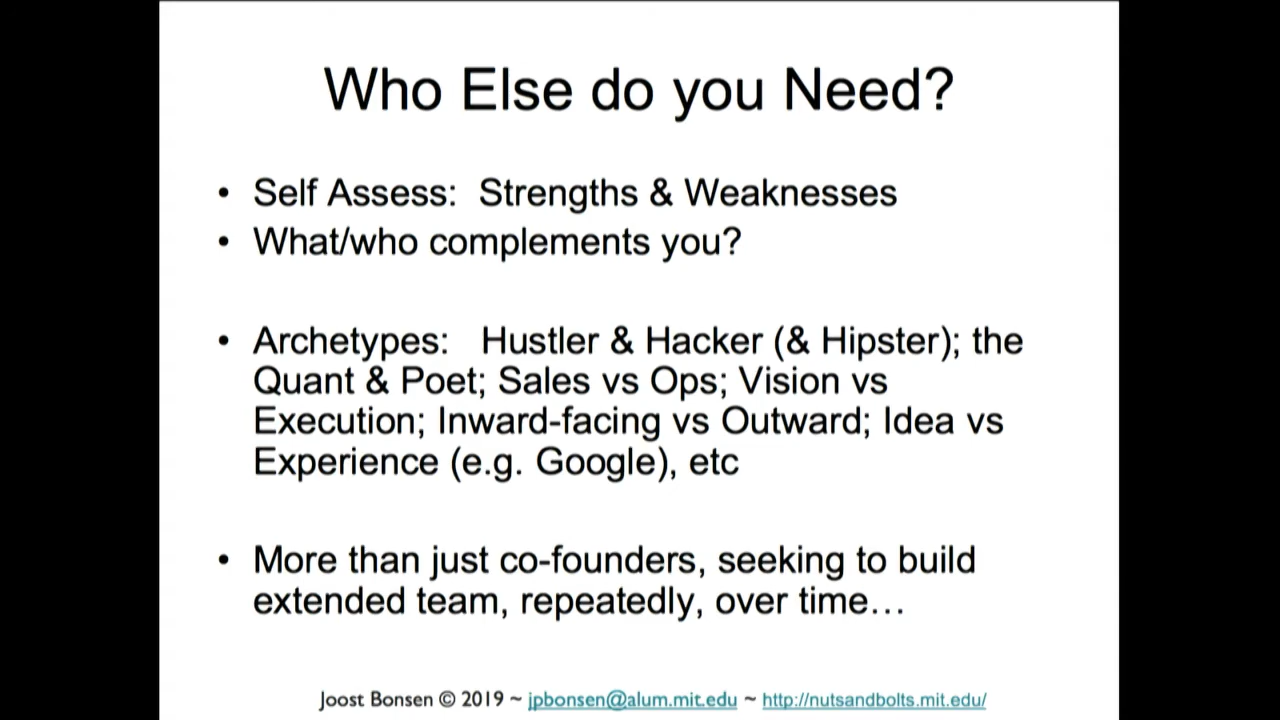 Who Else do you Need?
• Self Assess: Strengths & Weaknesses
• What/who complements you?
• Archetypes: Hustler & Hacker (& Hipster); the
Quant & Poet; Sales vs Ops; Vision vs
Execution; Inward-facing vs Outward; Idea vs
Experience (e.g. Google), etc
• More than just co-founders, seeking to build
extended team, repeatedly, over time…
Joost Bonsen © 2019 ~ jpbonsen@alum.mit.edu ~ http://nutsandbolts.mit.edu/